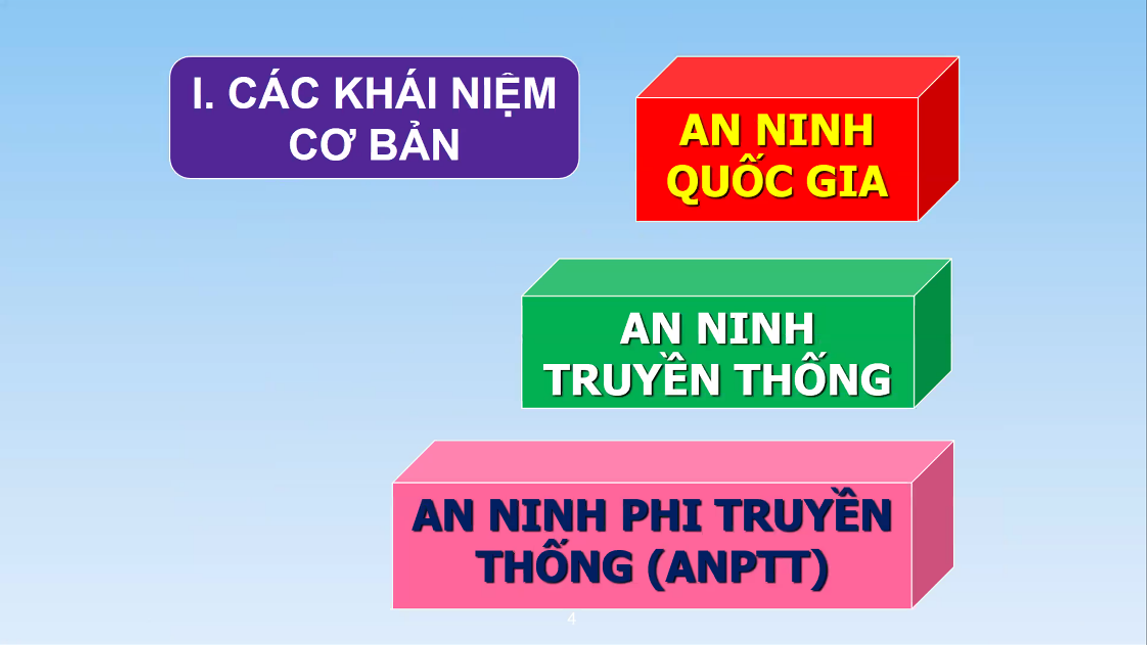 I. CÁC KHÁI NIỆM
CƠ BẢN
AN NINH
QUỐC GIA
AN NINH
TRUYỀN THỐNG
AN NINH PHI TRUYỀN
THỐNG (ANPTT)
4